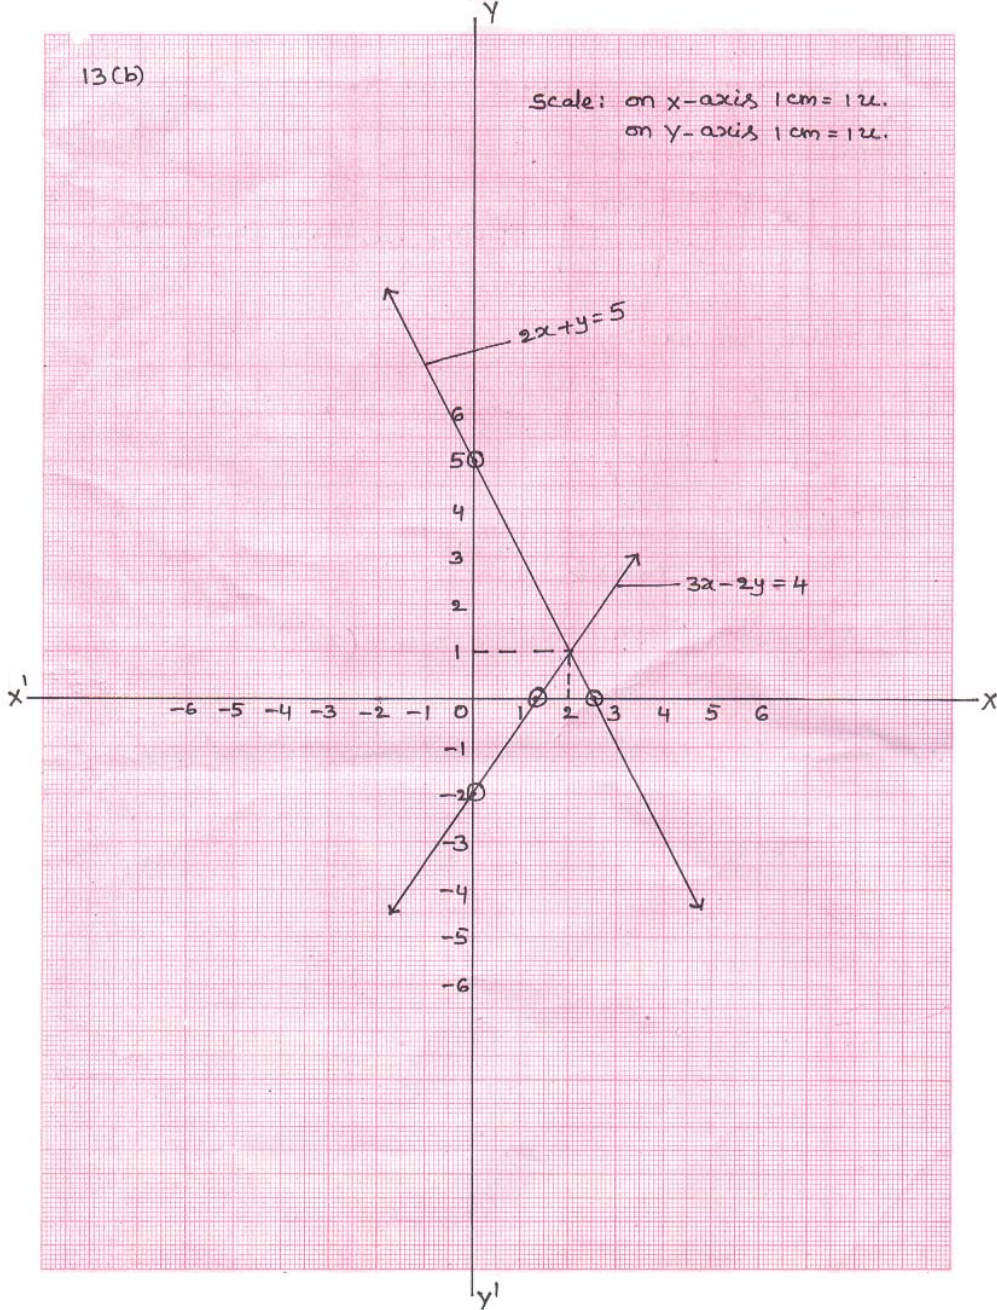 Y
13(b)
Scale: on x-axis 1cm = 1u.
on y-axis 1cm = 1u.
2x+y=5
6
5
4
3
3x-2y=4
2
1
X' -6 -5 -4 -3 -2 -1 0 1 2 3 4 5 6 X
-1
-2
-3
-4
-5
-6
Y'